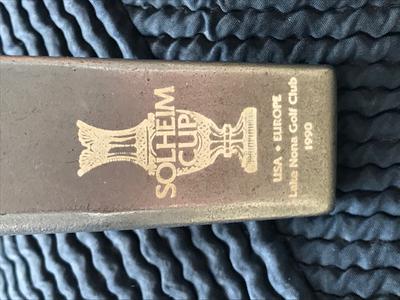 SOLHEIM
CUP
USA • EUROPE
Lake Nona Golf Club
1990